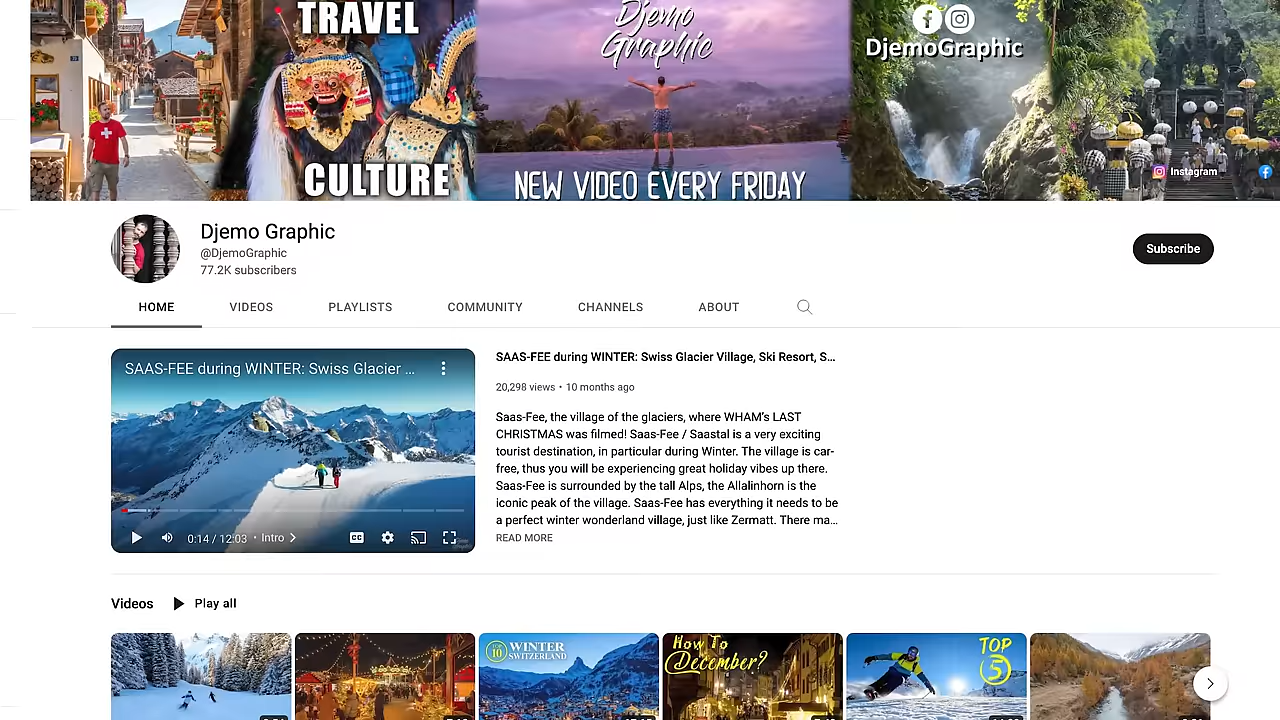 TRAVEL
CULTURE
Djemo
Graphic
NEW VIDEO EVERY FRIDAY
DjemoGraphic
Instagram
Djemo Graphic
@DjemoGraphic
77.2K subscribers
Subscribe
HOME VIDEOS PLAYLISTS COMMUNITY CHANNELS ABOUT
SAAS-FEE during WINTER: Swiss Glacier ...
0:14 / 12:03 • Intro
CC
SAAS-FEE during WINTER: Swiss Glacier Village, Ski Resort, S...
20,298 views • 10 months ago
Saas-Fee, the village of the glaciers, where WHAM's LAST
CHRISTMAS was filmed! Saas-Fee / Saastal is a very exciting
tourist destination, in particular during Winter. The village is car-
free, thus you will be experiencing great holiday vibes up there.
Saas-Fee is surrounded by the tall Alps, the Allalinhorn is the
iconic peak of the village. Saas-Fee has everything it needs to be
a perfect winter wonderland village, just like Zermatt. There ma...
READ MORE
Videos Play all
TOP
10
WINTER
SWITZERLAND
How To
December?
TOP
5